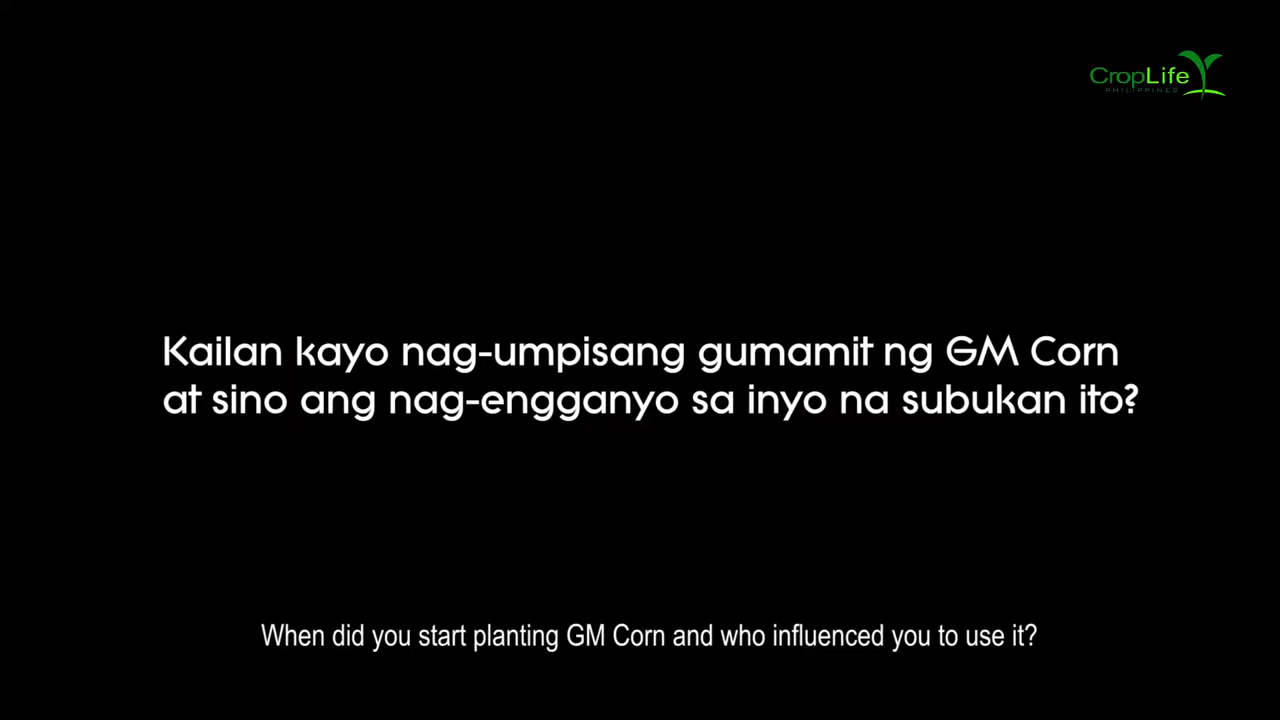 CropLife
PHILIPPINES
Kailan kayo nag-umpisang gumamit ng GM Corn
at sino ang nag-engganyo sa inyo na subukan ito?
When did you start planting GM Corn and who influenced you to use it?